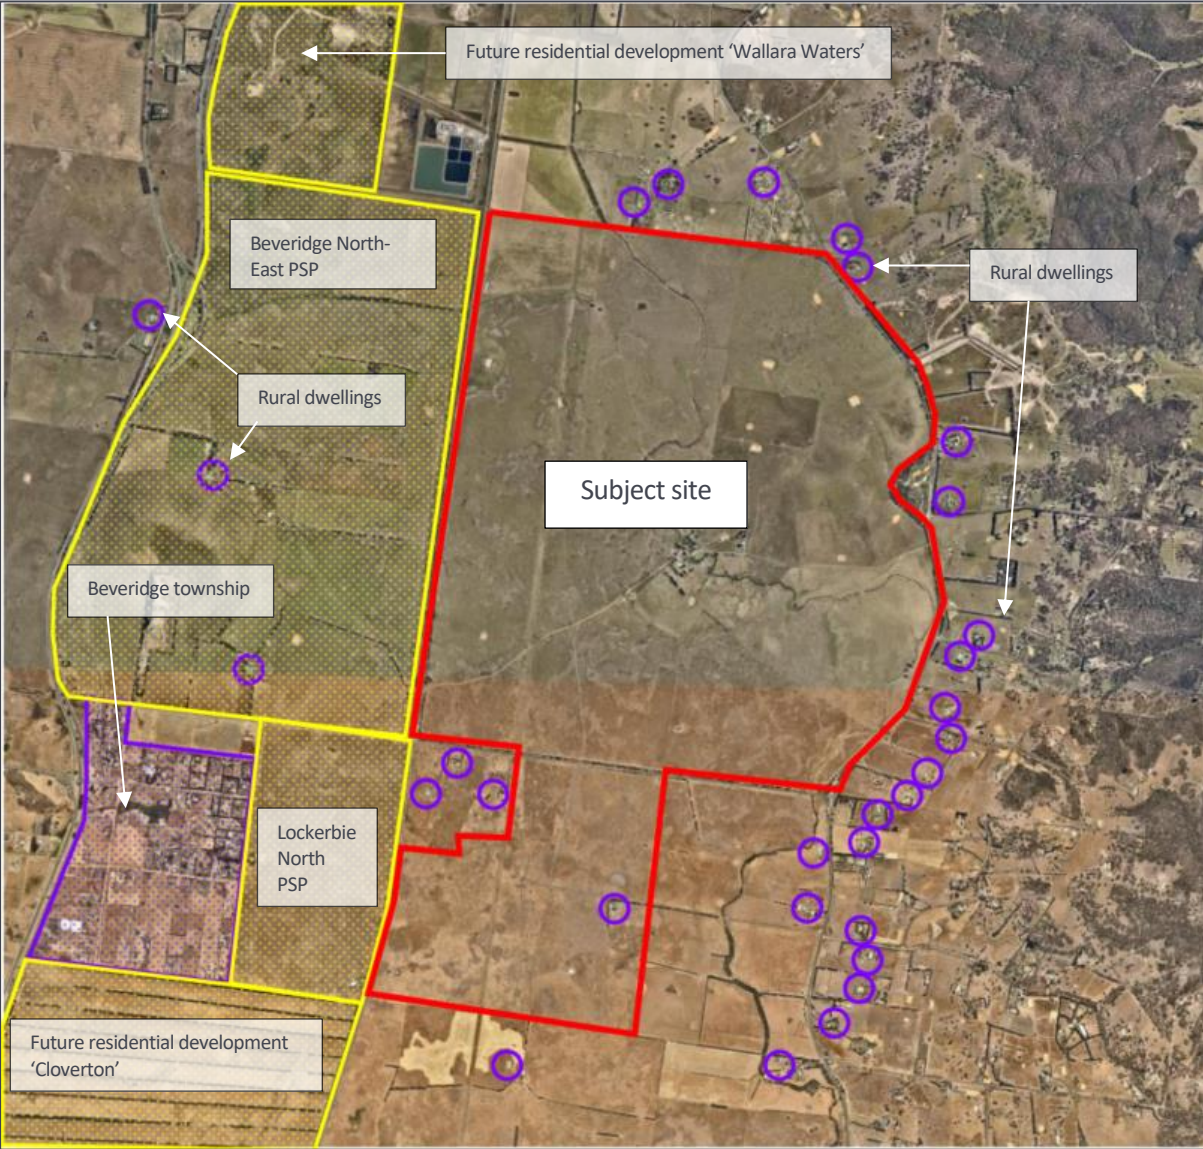 Future residential development ‘Wallara Waters’
Beveridge North-
East PSP
Rural dwellings
Rural dwellings
Subject site
Beveridge township
Lockerbie
North
PSP
Future residential development
‘Cloverton’